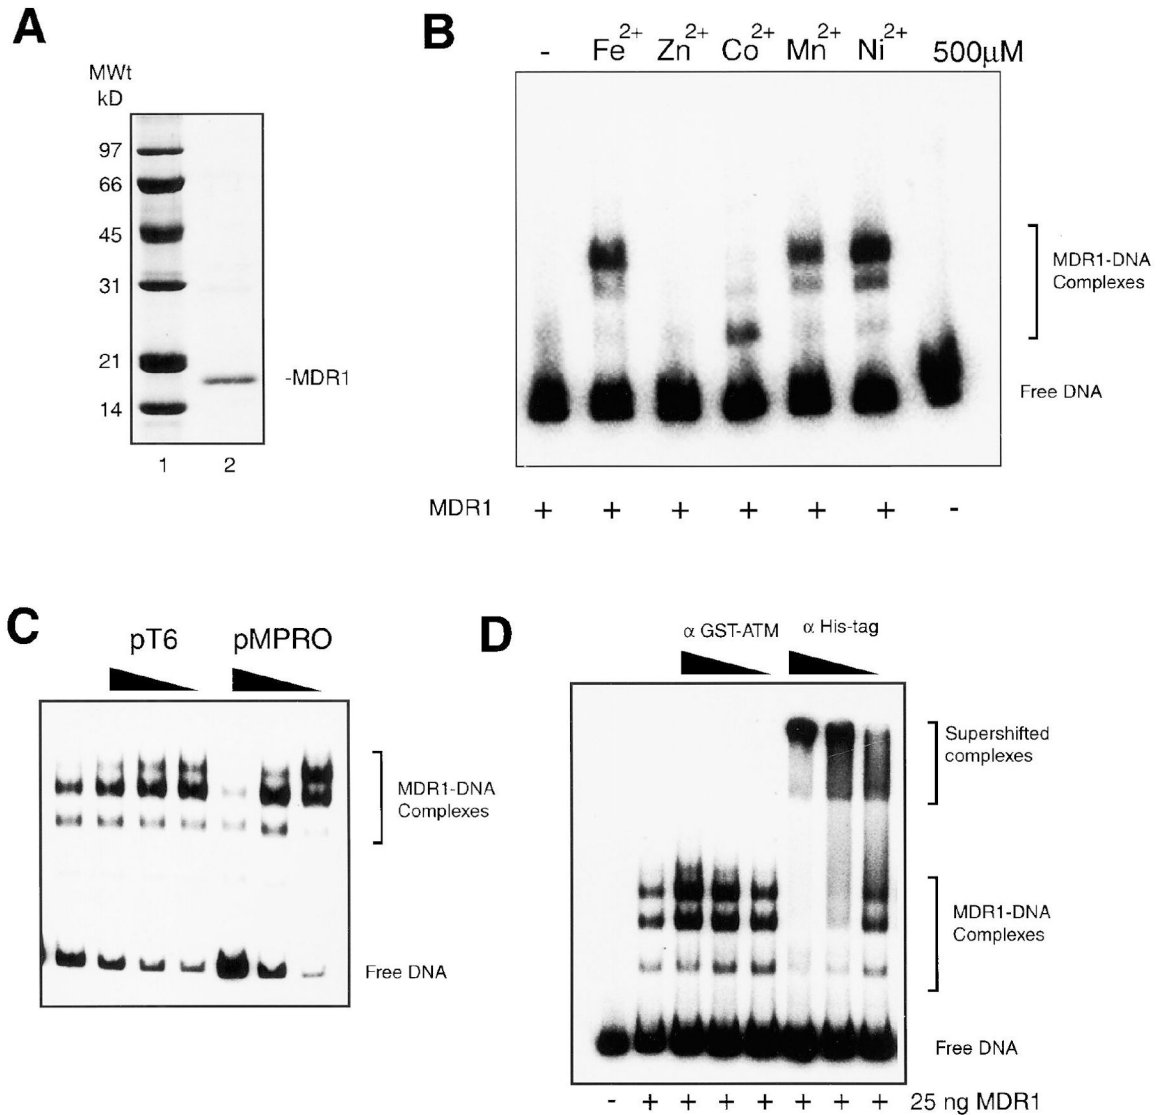 A
MWt
kD
97
66
45
31
21
14
-MDR1
1 2
B
- Fe2+ Zn2+ Co2+ Mn2+ Ni2+ 500µM
MDR1-DNA
Complexes
Free DNA
MDR1 + + + + + + -
C
pT6 pMPRO
MDR1-DNA
Complexes
Free DNA
D
α GST-ATM α His-tag
Supershifted
complexes
MDR1-DNA
Complexes
Free DNA
- + + + + + + + 25 ng MDR1